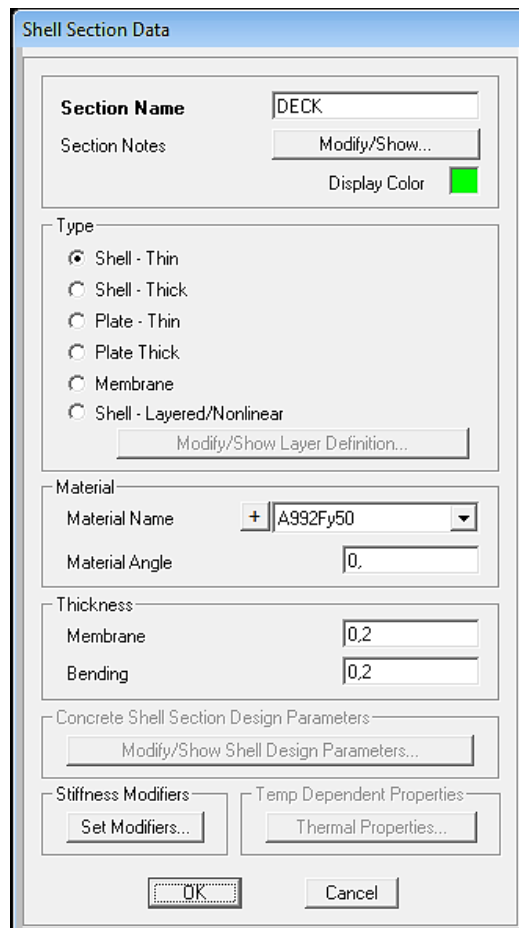 Shell Section Data
Section Name DECK
Section Notes Modify/Show...
Display Color
Type
Shell - Thin
Shell - Thick
Plate - Thin
Plate Thick
Membrane
Shell - Layered/Nonlinear
Modify/Show Layer Definition...
Material
Material Name + A992Fy50
Material Angle 0,
Thickness
Membrane 0,2
Bending 0,2
Concrete Shell Section Design Parameters
Modify/Show Shell Design Parameters...
Stiffness Modifiers Temp Dependent Properties
Set Modifiers... Thermal Properties...
OK Cancel